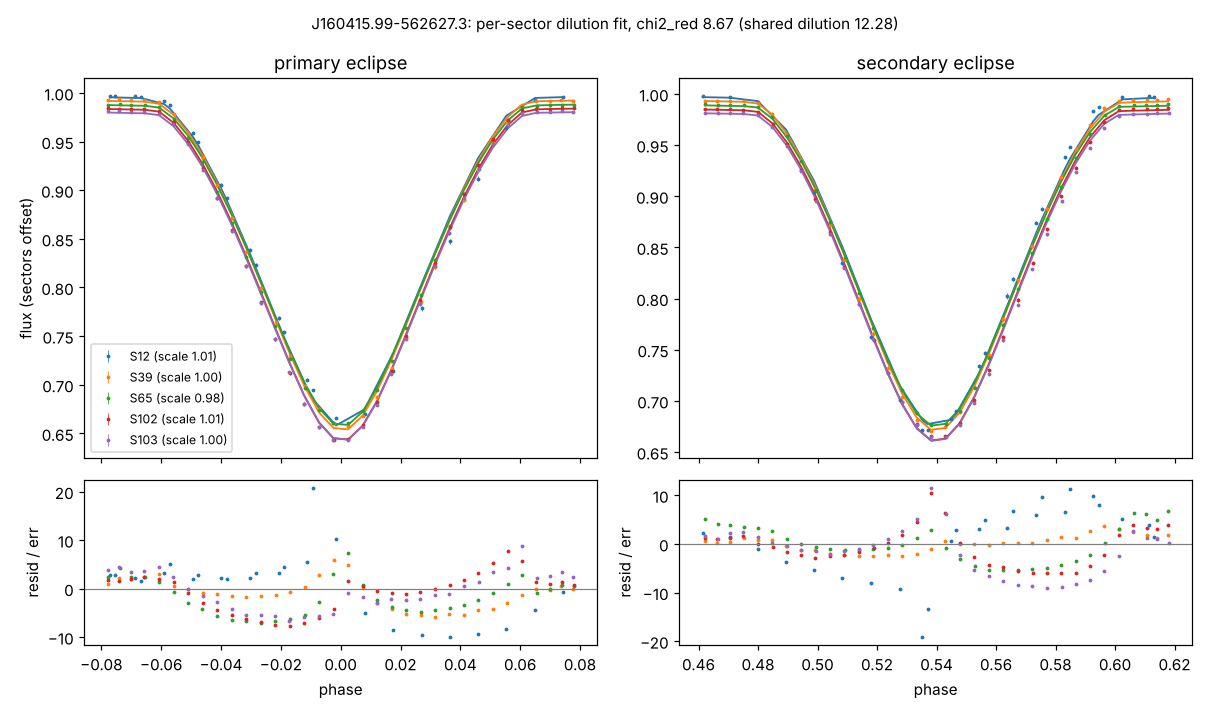 J160415.99-562627.3: per-sector dilution fit, chi2_red 8.67 (shared dilution 12.28)
primary eclipse
secondary eclipse
flux (sectors offset)
1.00
0.95
0.90
0.85
0.80
0.75
0.70
0.65
S12 (scale 1.01)
S39 (scale 1.00)
S65 (scale 0.98)
S102 (scale 1.01)
S103 (scale 1.00)
1.00
0.95
0.90
0.85
0.80
0.75
0.70
0.65
resid / err
20
10
0
−10
−0.08 −0.06 −0.04 −0.02 0.00 0.02 0.04 0.06 0.08
phase
resid / err
10
0
−10
−20
0.46 0.48 0.50 0.52 0.54 0.56 0.58 0.60 0.62
phase